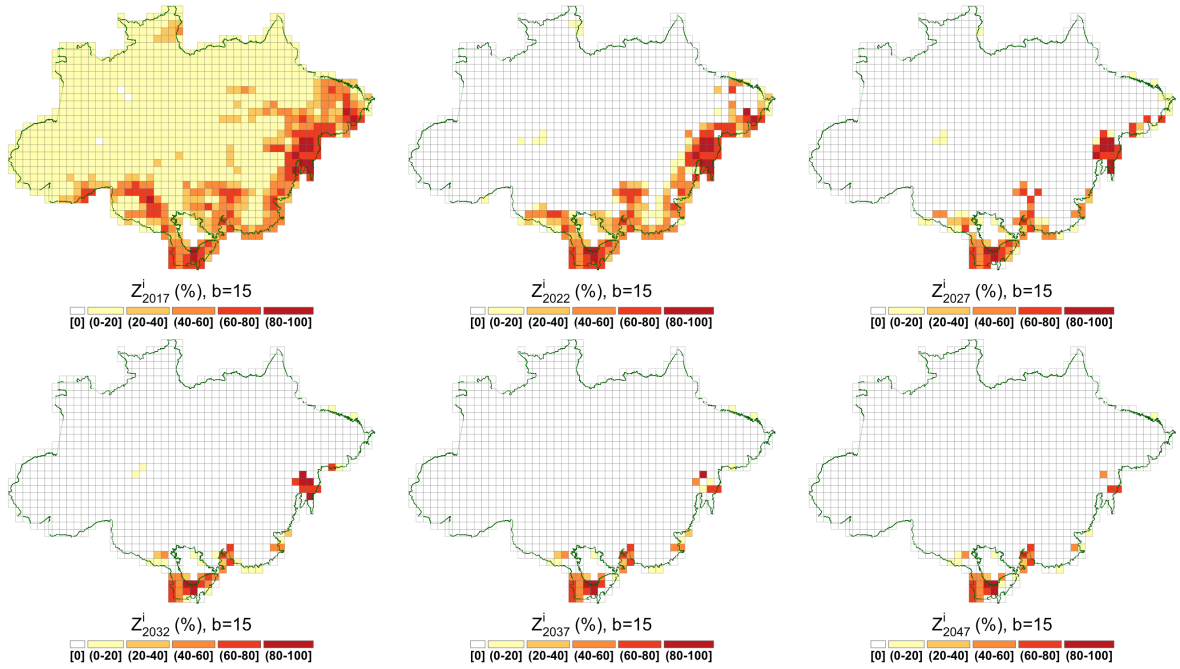 Z^i_2017 (%), b=15
[0] (0-20] (20-40] (40-60] (60-80] (80-100]
Z^i_2022 (%), b=15
[0] (0-20] (20-40] (40-60] (60-80] (80-100]
Z^i_2027 (%), b=15
[0] (0-20] (20-40] (40-60] (60-80] (80-100]
Z^i_2032 (%), b=15
[0] (0-20] (20-40] (40-60] (60-80] (80-100]
Z^i_2037 (%), b=15
[0] (0-20] (20-40] (40-60] (60-80] (80-100]
Z^i_2047 (%), b=15
[0] (0-20] (20-40] (40-60] (60-80] (80-100]